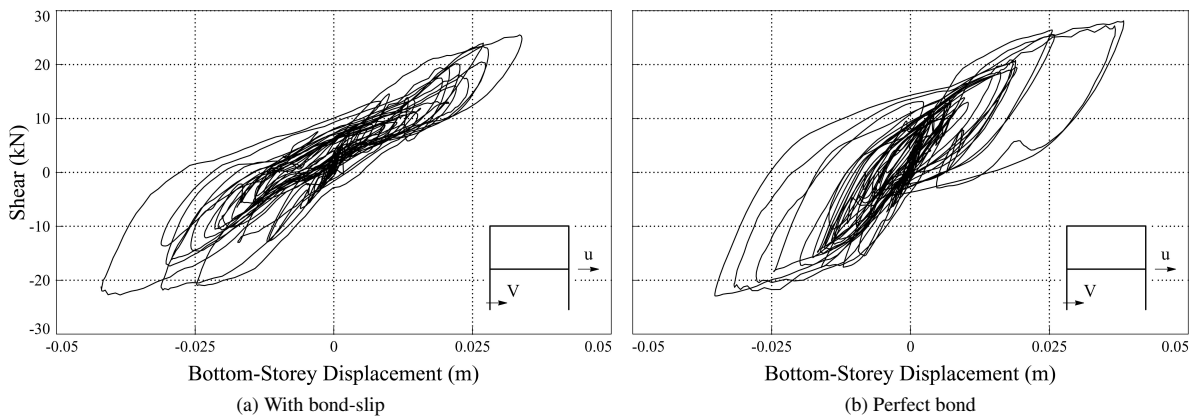 30
20
10
0
-10
-20
-30
Shear (kN)
-0.05
-0.025
0
0.025
0.05
Bottom-Storey Displacement (m)
u
V
(a) With bond-slip
-0.05
-0.025
0
0.025
0.05
Bottom-Storey Displacement (m)
u
V
(b) Perfect bond